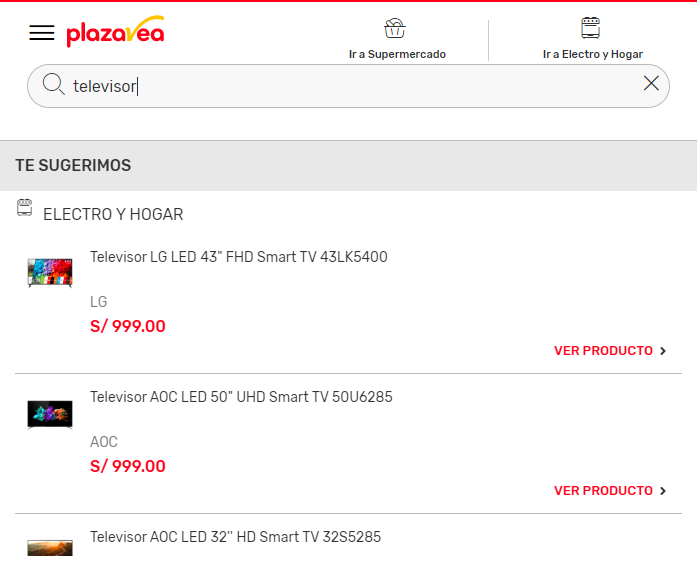 plazavea
Ir a Supermercado
Ir a Electro y Hogar
televisor
TE SUGERIMOS
ELECTRO Y HOGAR
Televisor LG LED 43" FHD Smart TV 43LK5400
LG
S/ 999.00
VER PRODUCTO
Televisor AOC LED 50" UHD Smart TV 50U6285
AOC
S/ 999.00
VER PRODUCTO
Televisor AOC LED 32'' HD Smart TV 32S5285